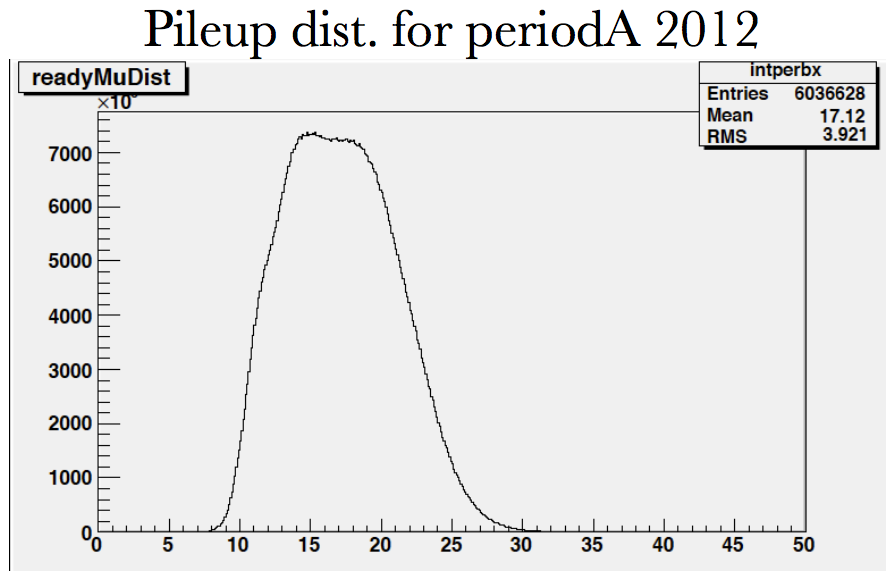 Pileup dist. for periodA 2012
readyMuDist
intperbx
Entries 6036628
Mean 17.12
RMS 3.921
7000
6000
5000
4000
3000
2000
1000
0
0 5 10 15 20 25 30 35 40 45 50